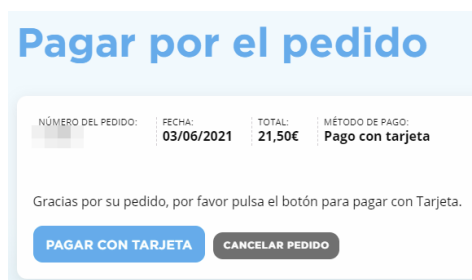 Pagar por el pedido
NÚMERO DEL PEDIDO: FECHA: TOTAL: MÉTODO DE PAGO:
03/06/2021 21,50€ Pago con tarjeta
Gracias por su pedido, por favor pulsa el botón para pagar con Tarjeta.
PAGAR CON TARJETA CANCELAR PEDIDO